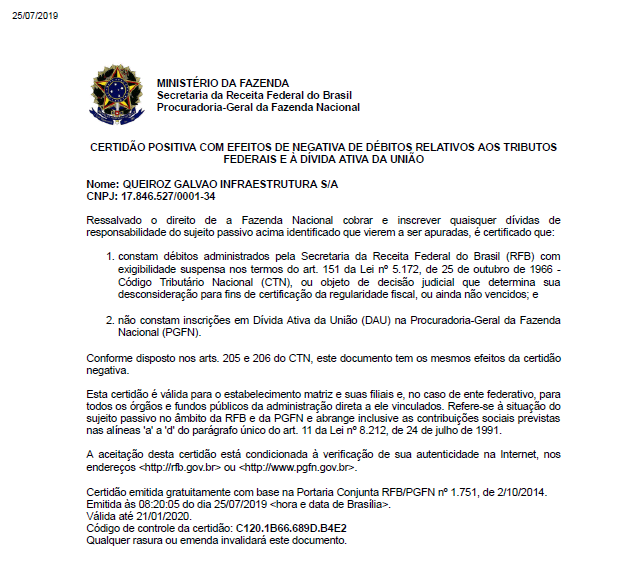 25/07/2019
MINISTÉRIO DA FAZENDA
Secretaria da Receita Federal do Brasil
Procuradoria-Geral da Fazenda Nacional
CERTIDÃO POSITIVA COM EFEITOS DE NEGATIVA DE DÉBITOS RELATIVOS AOS TRIBUTOS
FEDERAIS E À DÍVIDA ATIVA DA UNIÃO
Nome: QUEIROZ GALVAO INFRAESTRUTURA S/A
CNPJ: 17.846.527/0001-34
Ressalvado o direito de a Fazenda Nacional cobrar e inscrever quaisquer dívidas de
responsabilidade do sujeito passivo acima identificado que vierem a ser apuradas, é certificado que:
1. constam débitos administrados pela Secretaria da Receita Federal do Brasil (RFB) com
exigibilidade suspensa nos termos do art. 151 da Lei nº 5.172, de 25 de outubro de 1966 -
Código Tributário Nacional (CTN), ou objeto de decisão judicial que determina sua
desconsideração para fins de certificação da regularidade fiscal, ou ainda não vencidos; e
2. não constam inscrições em Dívida Ativa da União (DAU) na Procuradoria-Geral da Fazenda
Nacional (PGFN).
Conforme disposto nos arts. 205 e 206 do CTN, este documento tem os mesmos efeitos da certidão
negativa.
Esta certidão é válida para o estabelecimento matriz e suas filiais e, no caso de ente federativo, para
todos os órgãos e fundos públicos da administração direta a ele vinculados. Refere-se à situação do
sujeito passivo no âmbito da RFB e da PGFN e abrange inclusive as contribuições sociais previstas
nas alíneas 'a' a 'd' do parágrafo único do art. 11 da Lei nº 8.212, de 24 de julho de 1991.
A aceitação desta certidão está condicionada à verificação de sua autenticidade na Internet, nos
endereços <http://rfb.gov.br> ou <http://www.pgfn.gov.br>.
Certidão emitida gratuitamente com base na Portaria Conjunta RFB/PGFN nº 1.751, de 2/10/2014.
Emitida às 08:20:05 do dia 25/07/2019 <hora e data de Brasília>.
Válida até 21/01/2020.
Código de controle da certidão: C120.1B66.689D.B4E2
Qualquer rasura ou emenda invalidará este documento.